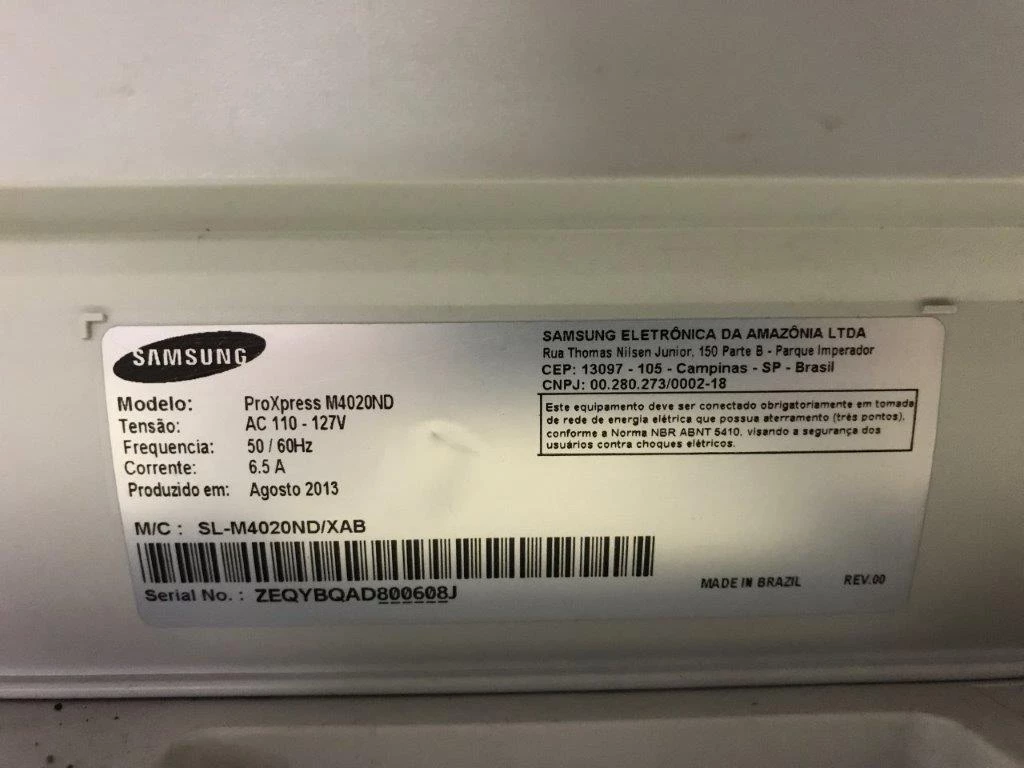 SAMSUNG
SAMSUNG ELETRÔNICA DA AMAZÔNIA LTDA
Rua Thomas Nilsen Junior, 150 Parte B - Parque Imperador
CEP: 13097 - 105 - Campinas - SP - Brasil
CNPJ: 00.280.273/0002-18
Este equipamento deve ser conectado obrigatoriamente em tomada
de rede de energia elétrica que possua aterramento (três pontos),
conforme a Norma NBR ABNT 5410, visando a segurança dos
usuários contra choques elétricos.
Modelo: ProXpress M4020ND
Tensão: AC 110 - 127V
Frequencia: 50 / 60Hz
Corrente: 6.5 A
Produzido em: Agosto 2013
M/C : SL-M4020ND/XAB
Serial No. : ZEQYBQAD800608J
MADE IN BRAZIL REV.00